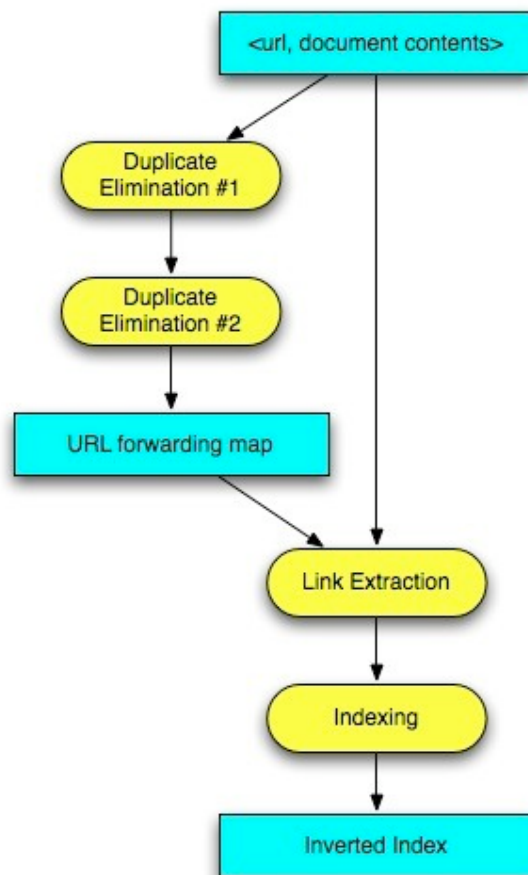 <url, document contents>
Duplicate
Elimination #1
Duplicate
Elimination #2
URL forwarding map
Link Extraction
Indexing
Inverted Index